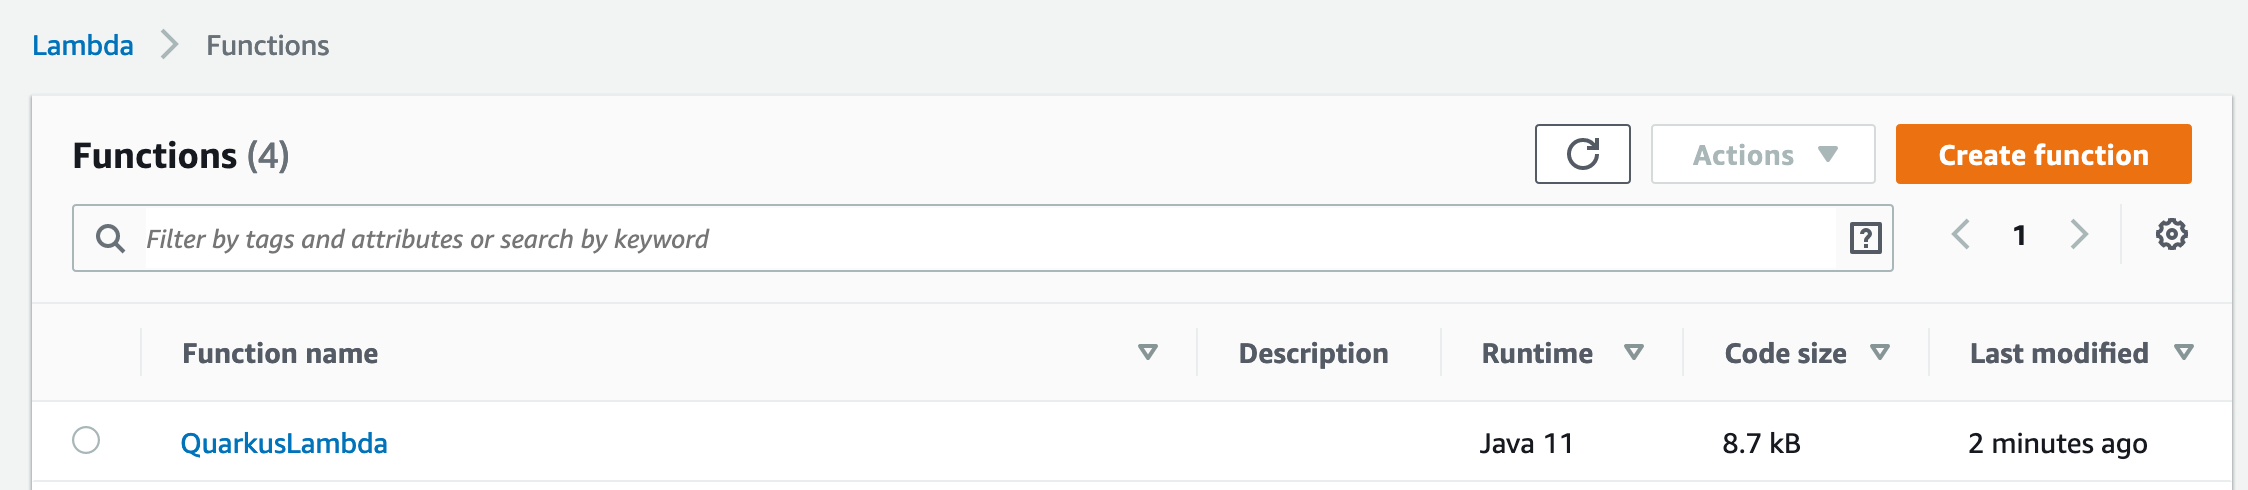 Lambda > Functions
Functions (4) Actions Create function
Filter by tags and attributes or search by keyword ? 1
Function name Description Runtime Code size Last modified
QuarkusLambda Java 11 8.7 kB 2 minutes ago